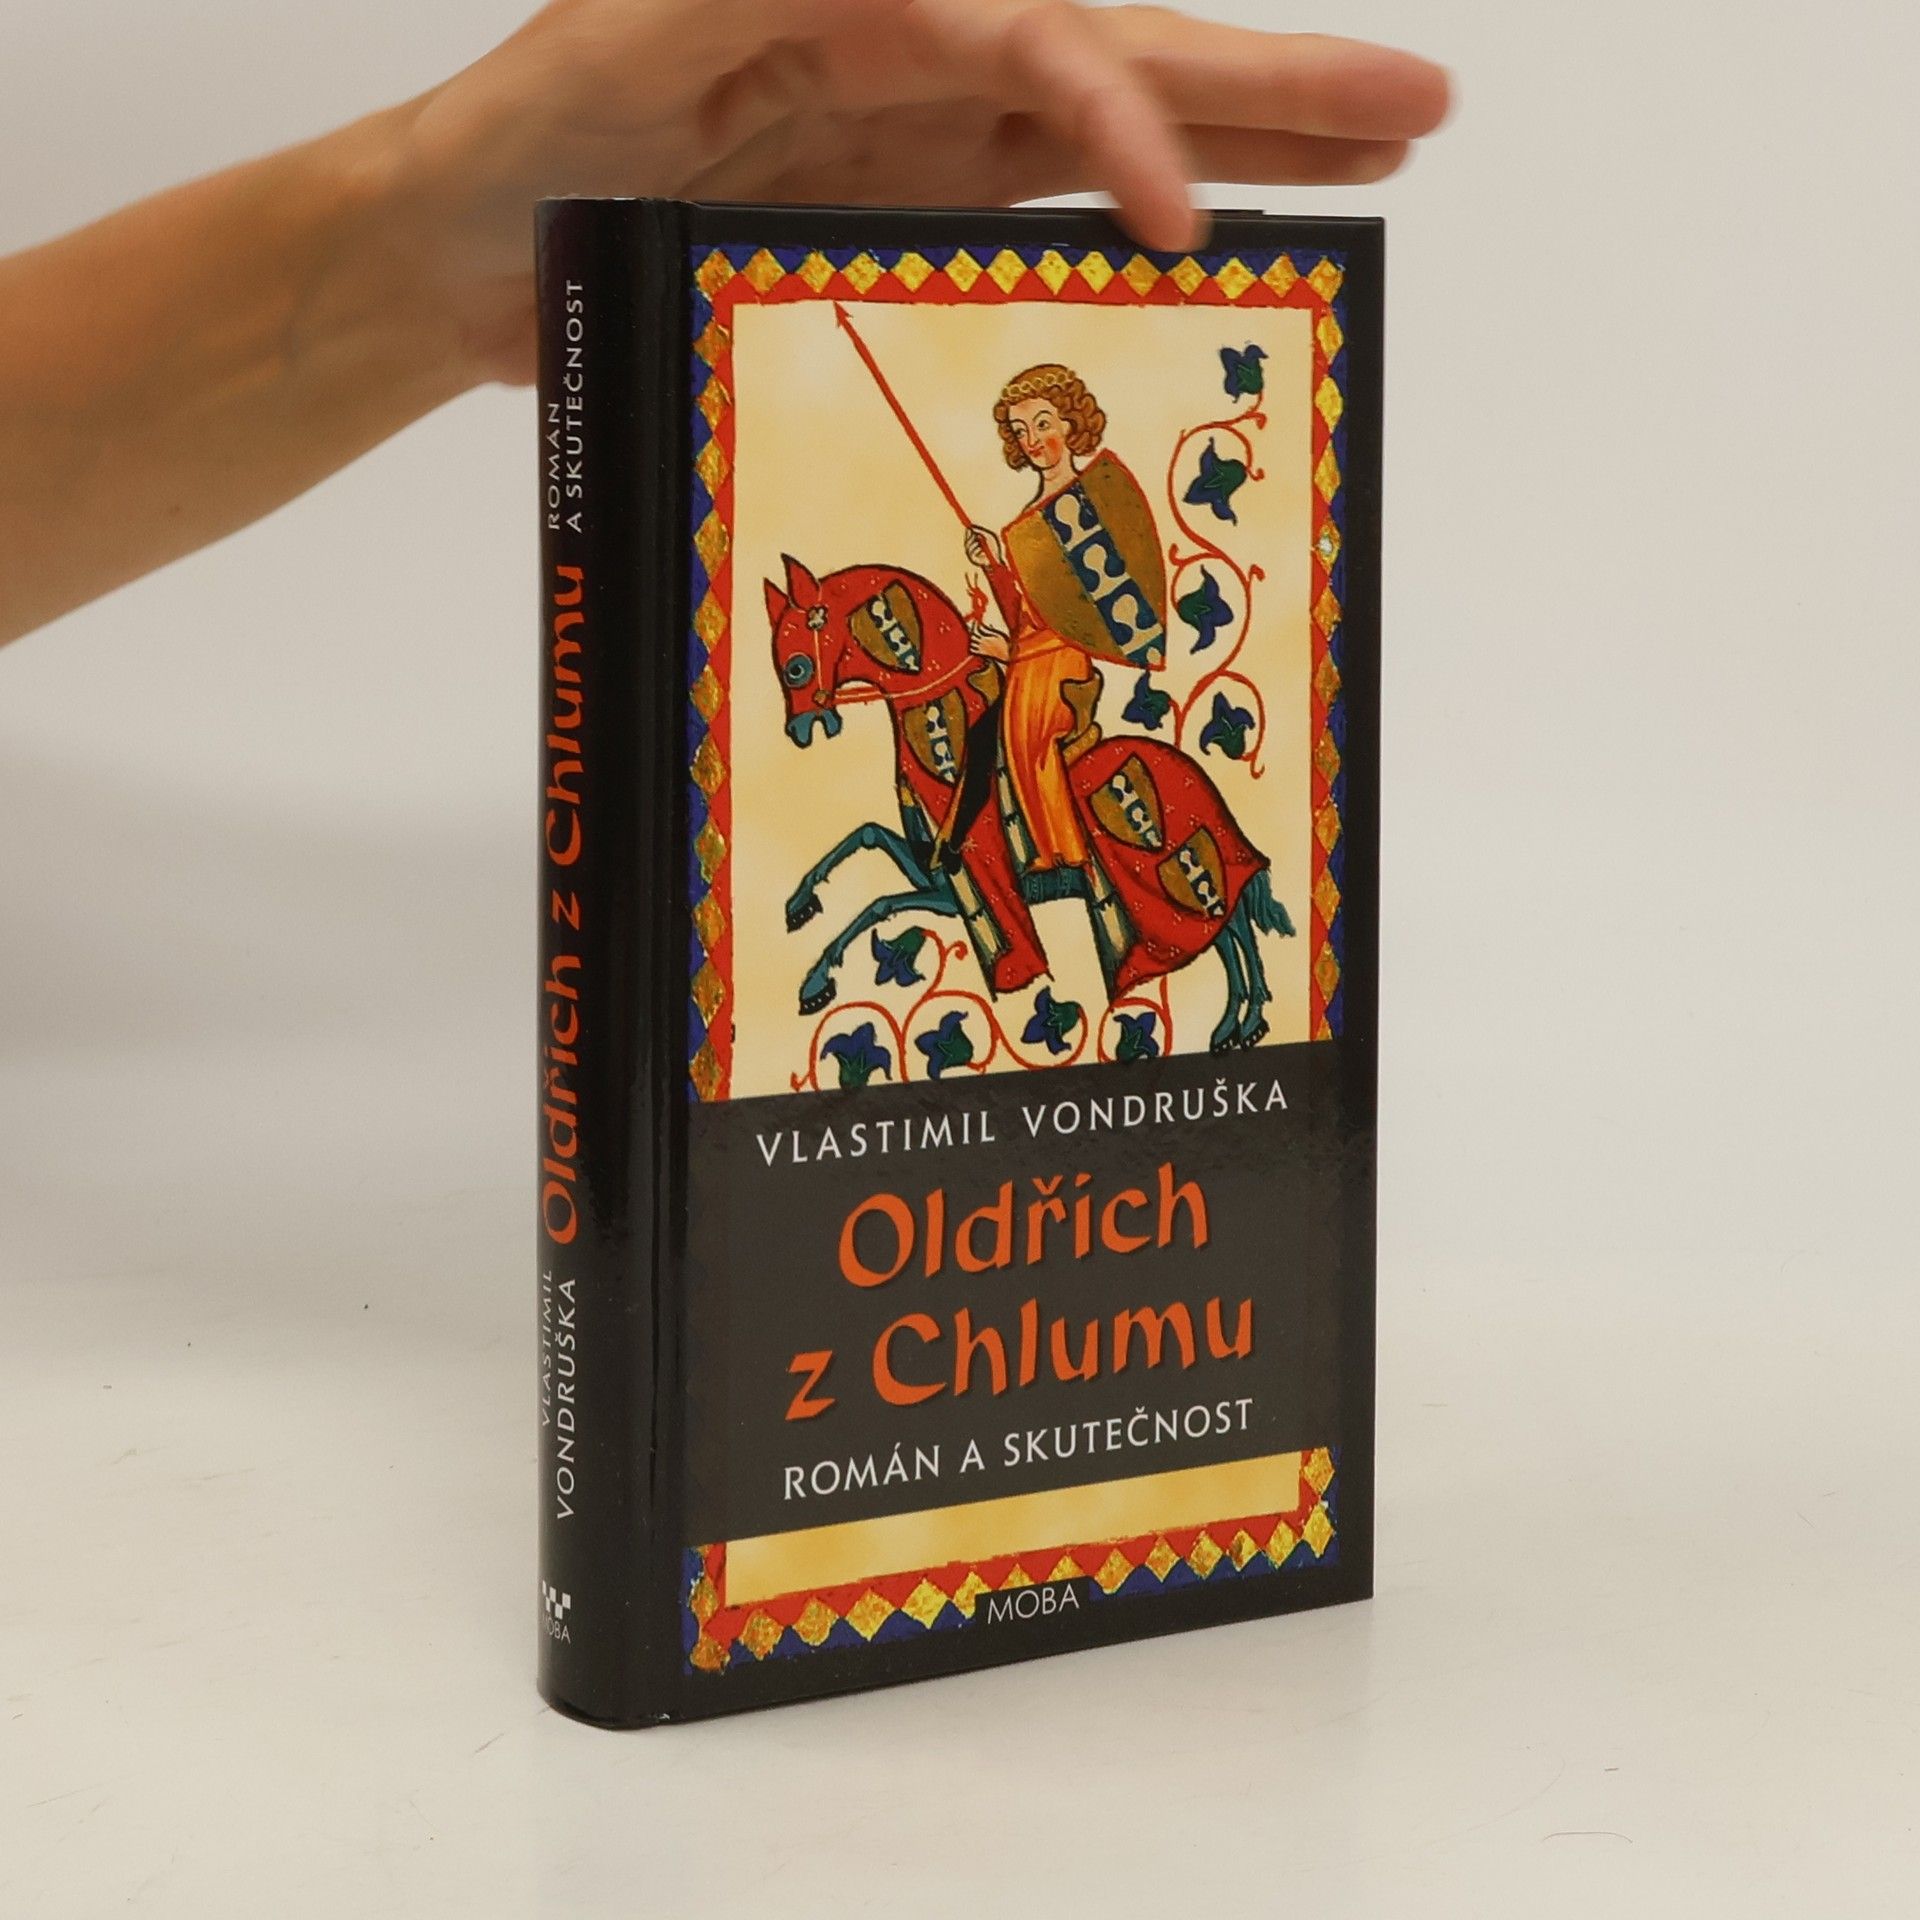 VLASTIMIL VONDRUŠKA
Oldřich
z Chlumu
ROMÁN A SKUTEČNOST
MOBA
VLASTIMIL
VONDRUŠKA
Oldřich z Chlumu
ROMÁN
A SKUTEČNOST
MOBA